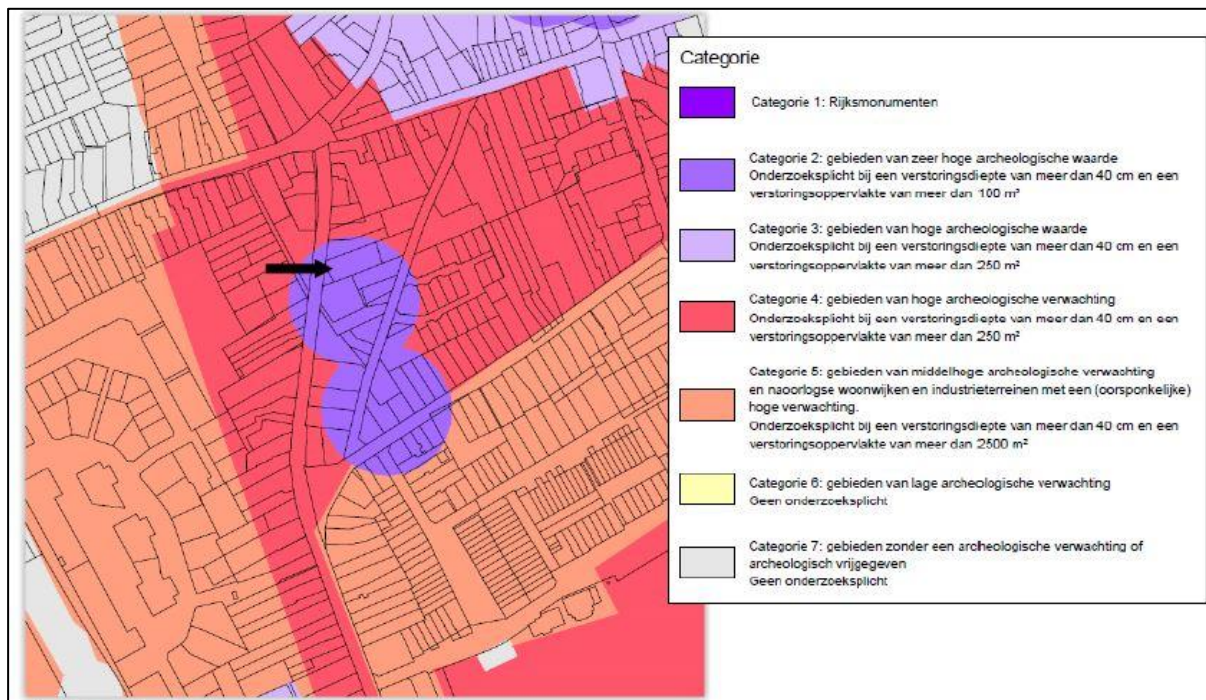 Categorie
Categorie 1: Rijksmonumenten
Categorie 2: gebieden van zeer hoge archeologische waarde
Onderzoeksplicht bij een verstoringsdiepte van meer dan 40 cm en een
verstoringsoppervlakte van meer dan 100 m²
Categorie 3: gebieden van hoge archeologische waarde
Onderzoeksplicht bij een verstoringsdiepte van meer dan 40 cm en een
verstoringsoppervlakte van meer dan 250 m²
Categorie 4: gebieden van hoge archeologische verwachting
Onderzoeksplicht bij een verstoringsdiepte van meer dan 40 cm en een
verstoringsoppervlakte van meer dan 250 m²
Categorie 5: gebieden van middelhoge archeologische verwachting
en naoorlogse woonwijken en industrieterreinen met een (oorsponkelijke)
hoge verwachting.
Onderzoeksplicht bij een verstoringsdiepte van meer dan 40 cm en een
verstoringsoppervlakte van meer dan 2500 m²
Categorie 6: gebieden van lage archeologische verwachting
Geen onderzoeksplicht
Categorie 7: gebieden zonder een archeologische verwachting of
archeologisch vrijgegeven
Geen onderzoeksplicht